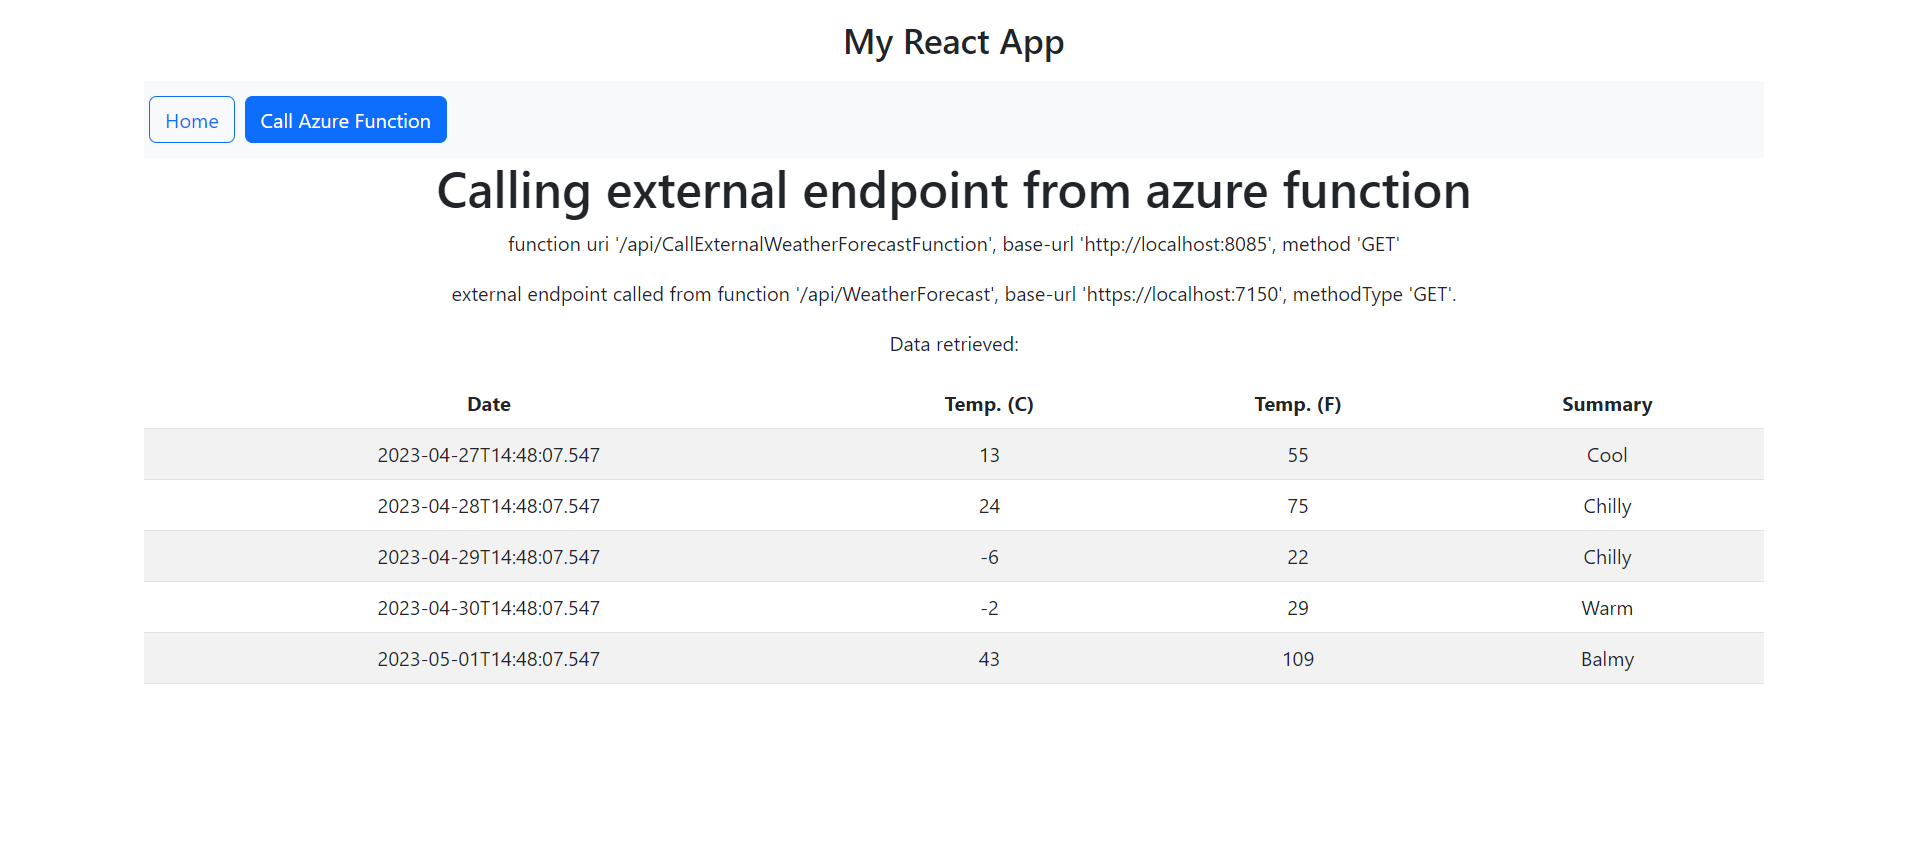 My React App
Home Call Azure Function
Calling external endpoint from azure function
function uri '/api/CallExternalWeatherForecastFunction', base-url 'http://localhost:8085', method 'GET'
external endpoint called from function '/api/WeatherForecast', base-url 'https://localhost:7150', methodType 'GET'.
Data retrieved:
Date Temp. (C) Temp. (F) Summary
2023-04-27T14:48:07.547 13 55 Cool
2023-04-28T14:48:07.547 24 75 Chilly
2023-04-29T14:48:07.547 -6 22 Chilly
2023-04-30T14:48:07.547 -2 29 Warm
2023-05-01T14:48:07.547 43 109 Balmy